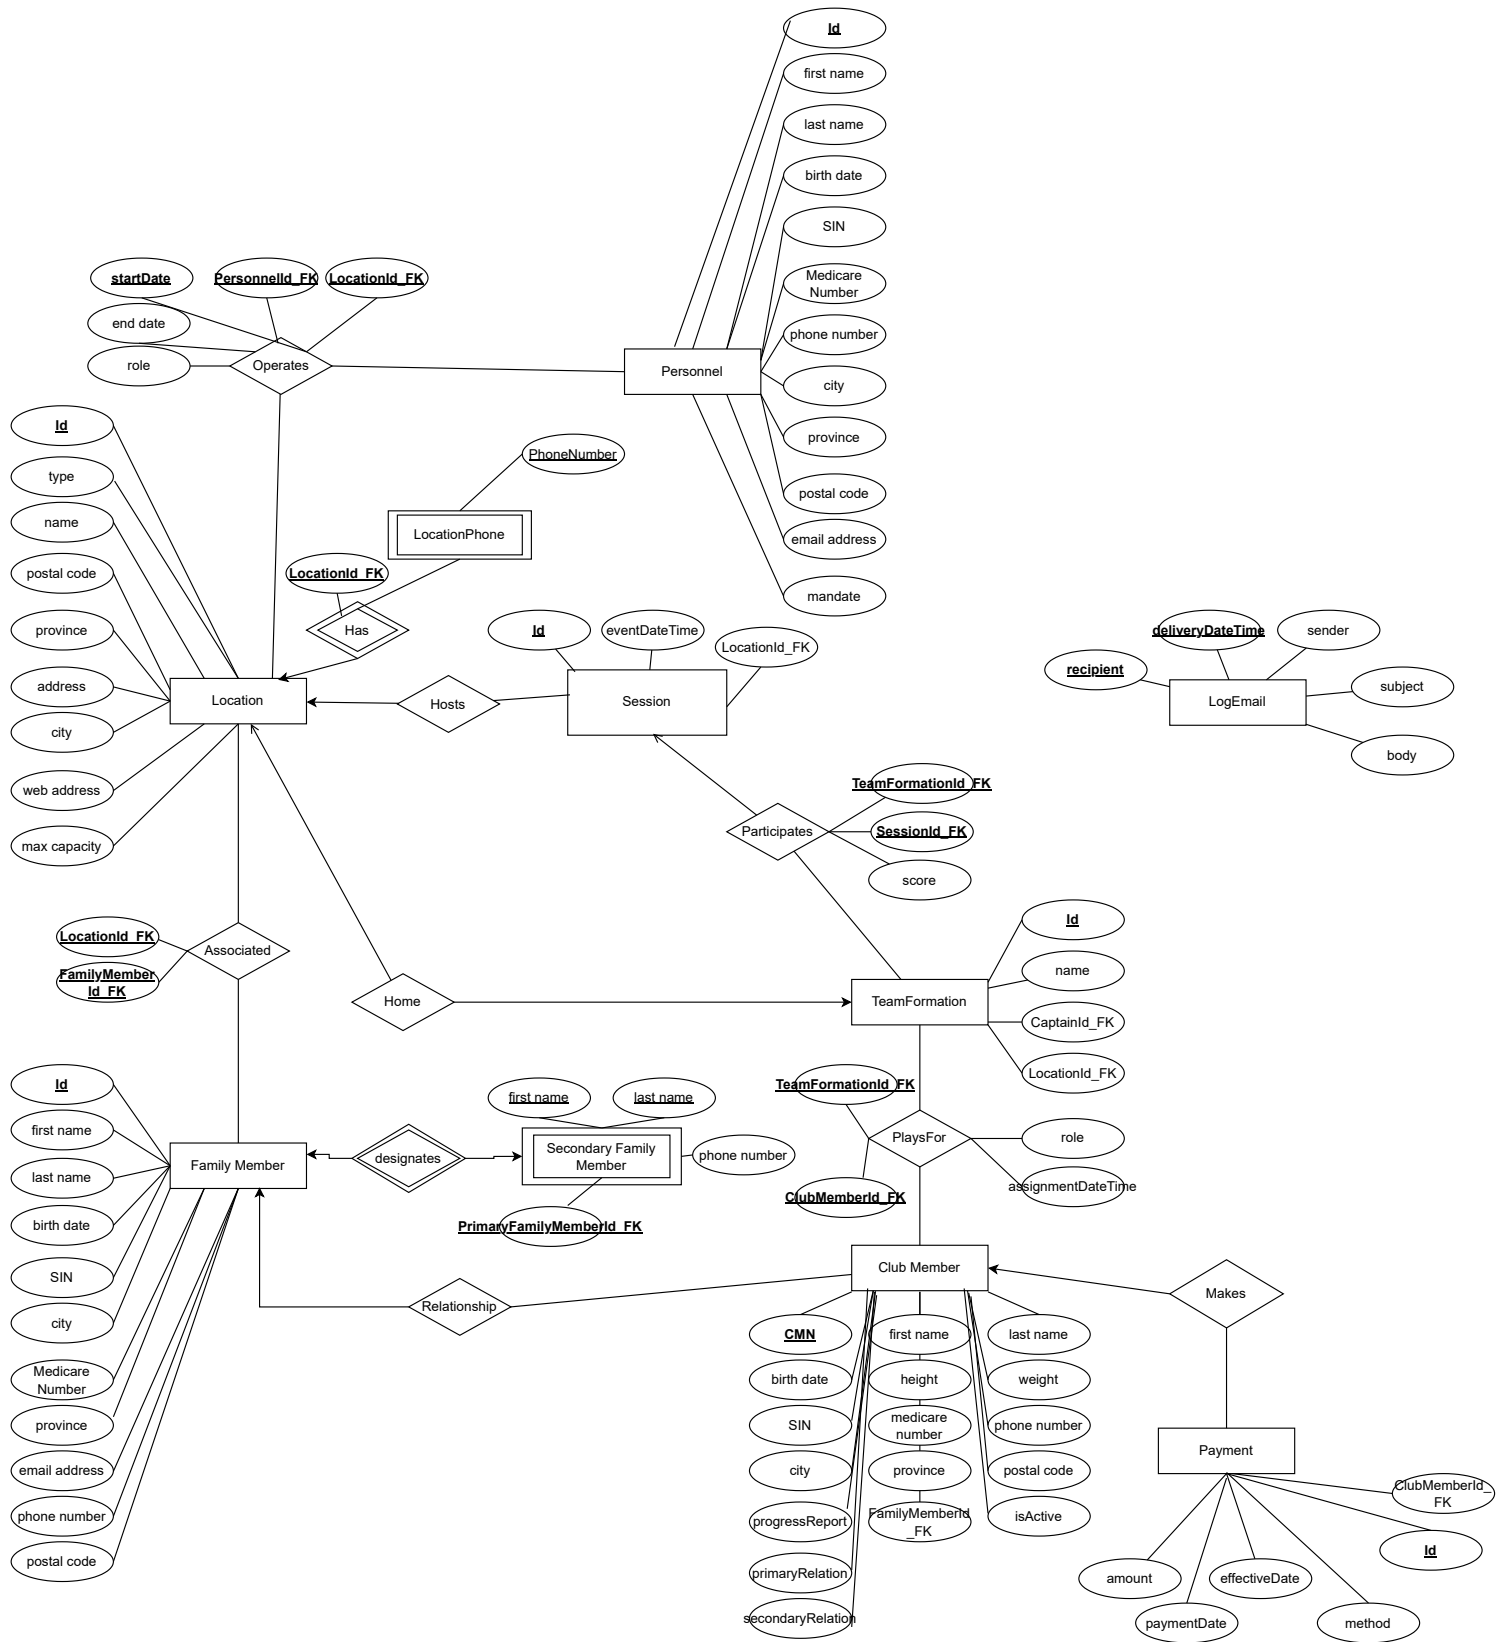 Id
first name
last name
birth date
SIN
Medicare
Number
phone number
city
province
postal code
email address
mandate
Personnel
startDate
PersonnelId_FK
LocationId_FK
end date
role
Operates
Id
type
name
postal code
province
address
city
web address
max capacity
Location
PhoneNumber
LocationPhone
LocationId_FK
Has
Hosts
Id
eventDateTime
LocationId_FK
Session
deliveryDateTime
sender
recipient
subject
LogEmail
body
TeamFormationId_FK
Participates
SessionId_FK
score
LocationId_FK
Associated
FamilyMember
Id_FK
Home
TeamFormation
Id
name
CaptainId_FK
LocationId_FK
Id
first name
last name
birth date
SIN
city
Medicare
Number
province
email address
phone number
postal code
Family Member
designates
first name
last name
Secondary Family
Member
phone number
PrimaryFamilyMemberId_FK
TeamFormationId_FK
PlaysFor
role
assignmentDateTime
ClubMemberId_FK
Relationship
Club Member
Makes
CMN
first name
last name
birth date
height
weight
SIN
medicare
number
phone number
city
province
postal code
progressReport
FamilyMemberId
_FK
isActive
primaryRelation
secondaryRelation
Payment
ClubMemberId_
FK
Id
amount
effectiveDate
paymentDate
method